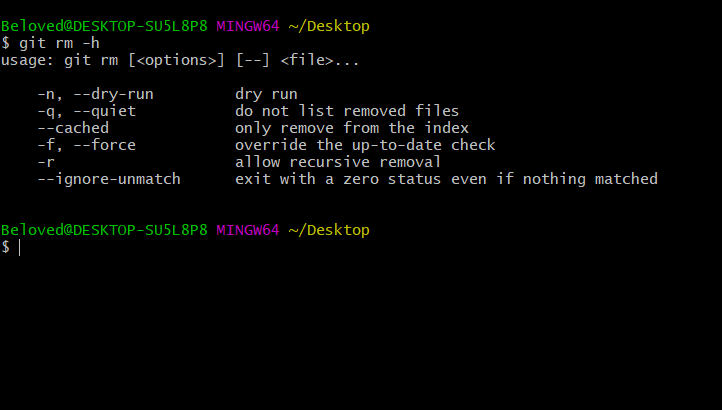 Beloved@DESKTOP-SU5L8P8 MINGW64 ~/Desktop
$ git rm -h
usage: git rm [<options>] [--] <file>...
-n, --dry-run dry run
-q, --quiet do not list removed files
--cached only remove from the index
-f, --force override the up-to-date check
-r allow recursive removal
--ignore-unmatch exit with a zero status even if nothing matched
Beloved@DESKTOP-SU5L8P8 MINGW64 ~/Desktop
$